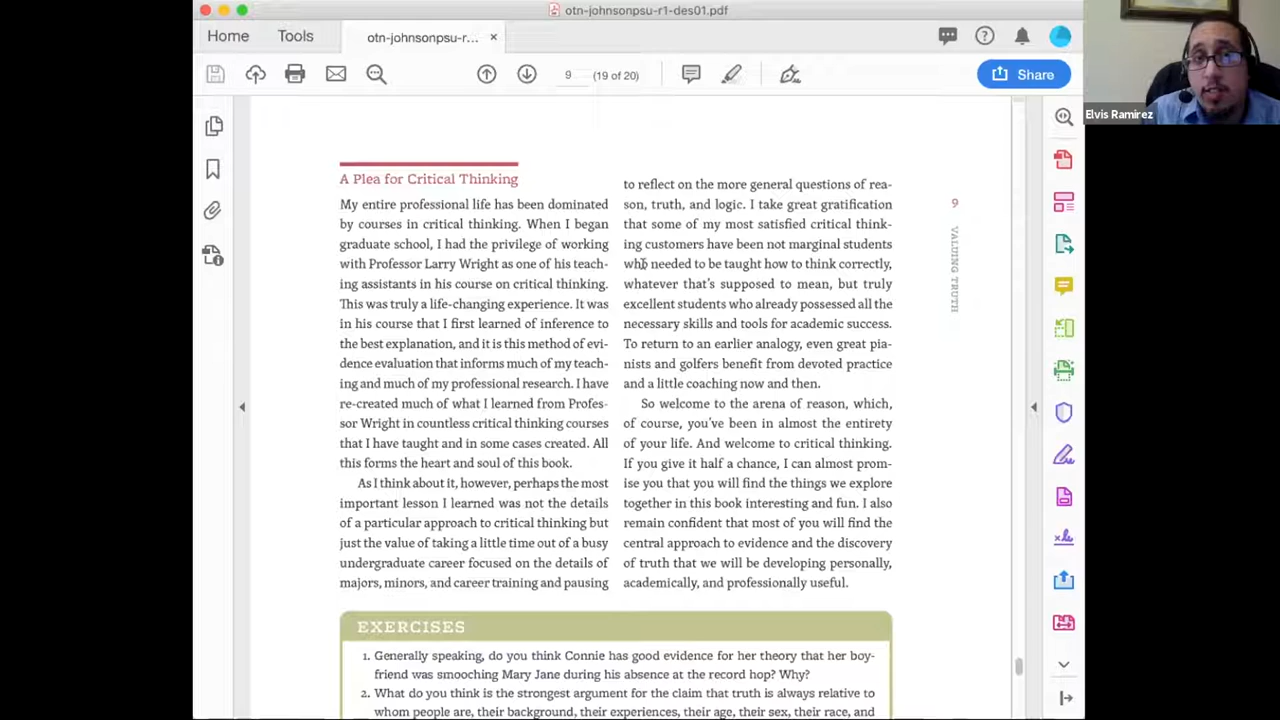 otn-johnsonpsu-r1-des01.pdf
Home
Tools
otn-johnsonpsu-r...
9
(19 of 20)
Share
Elvis Ramirez
A Plea for Critical Thinking
My entire professional life has been dominated
by courses in critical thinking. When I began
graduate school, I had the privilege of working
with Professor Larry Wright as one of his teach-
ing assistants in his course on critical thinking.
This was truly a life-changing experience. It was
in his course that I first learned of inference to
the best explanation, and it is this method of evi-
dence evaluation that informs much of my teach-
ing and much of my professional research. I have
re-created much of what I learned from Profes-
sor Wright in countless critical thinking courses
that I have taught and in some cases created. All
this forms the heart and soul of this book.
As I think about it, however, perhaps the most
important lesson I learned was not the details
of a particular approach to critical thinking but
just the value of taking a little time out of a busy
undergraduate career focused on the details of
majors, minors, and career training and pausing
to reflect on the more general questions of rea-
son, truth, and logic. I take great gratification
that some of my most satisfied critical think-
ing customers have been not marginal students
who needed to be taught how to think correctly,
whatever that's supposed to mean, but truly
excellent students who already possessed all the
necessary skills and tools for academic success.
To return to an earlier analogy, even great pia-
nists and golfers benefit from devoted practice
and a little coaching now and then.
So welcome to the arena of reason, which,
of course, you've been in almost the entirety
of your life. And welcome to critical thinking.
If you give it half a chance, I can almost prom-
ise you that you will find the things we explore
together in this book interesting and fun. I also
remain confident that most of you will find the
central approach to evidence and the discovery
of truth that we will be developing personally,
academically, and professionally useful.
9
VALUING TRUTH
EXERCISES
1. Generally speaking, do you think Connie has good evidence for her theory that her boy-
friend was smooching Mary Jane during his absence at the record hop? Why?
2. What do you think is the strongest argument for the claim that truth is always relative to
whom people are, their background, their experiences, their age, their sex, their race, and